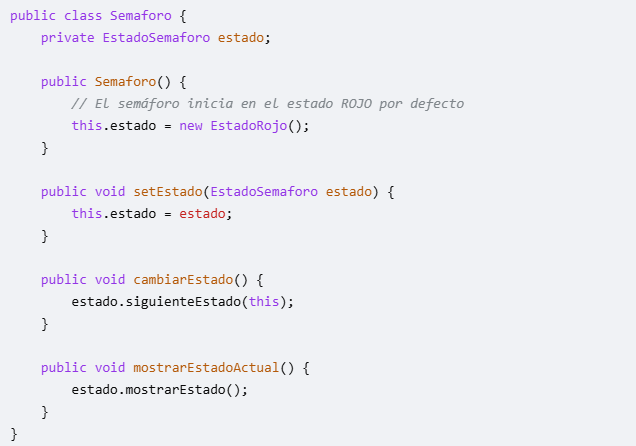 public class Semaforo {
    private EstadoSemaforo estado;

    public Semaforo() {
        // El semáforo inicia en el estado ROJO por defecto
        this.estado = new EstadoRojo();
    }

    public void setEstado(EstadoSemaforo estado) {
        this.estado = estado;
    }

    public void cambiarEstado() {
        estado.siguienteEstado(this);
    }

    public void mostrarEstadoActual() {
        estado.mostrarEstado();
    }
}